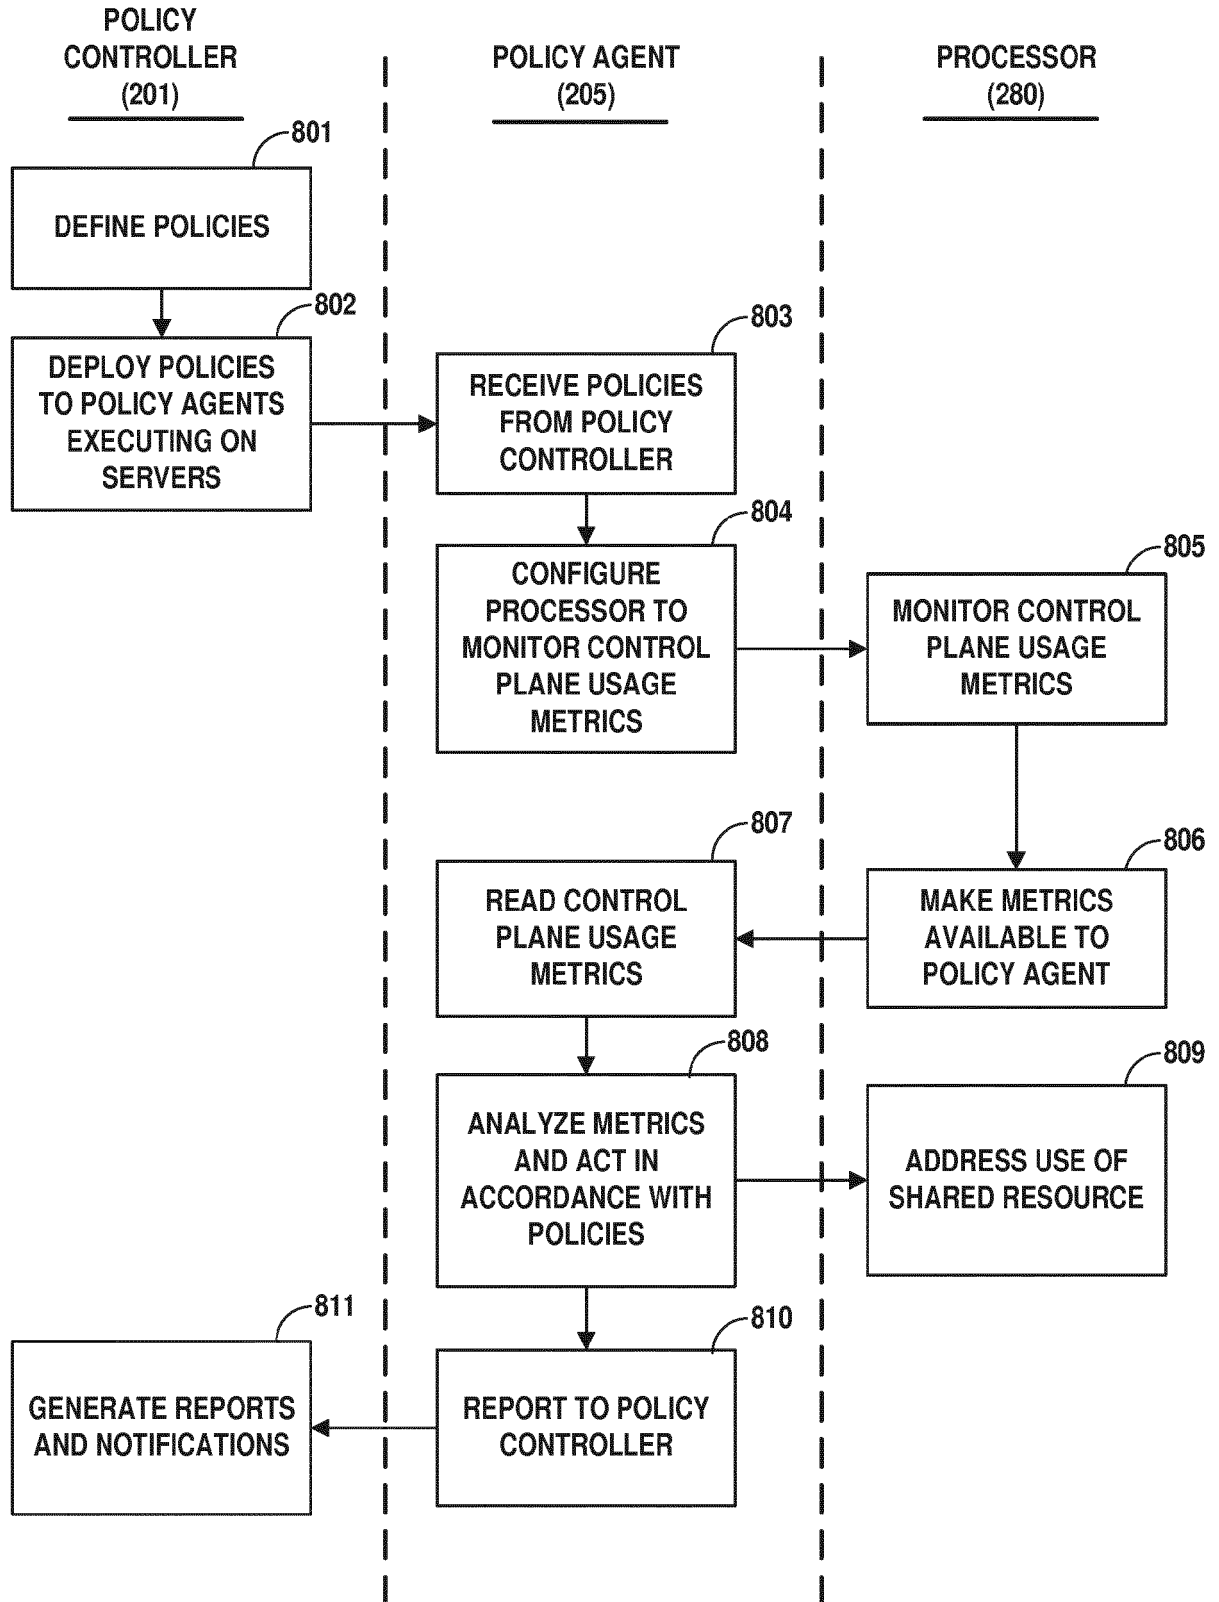 POLICY
CONTROLLER
(201)
POLICY AGENT
(205)
PROCESSOR
(280)
801
DEFINE POLICIES
802
DEPLOY POLICIES
TO POLICY AGENTS
EXECUTING ON
SERVERS
803
RECEIVE POLICIES
FROM POLICY
CONTROLLER
804
CONFIGURE
PROCESSOR TO
MONITOR CONTROL
PLANE USAGE
METRICS
805
MONITOR CONTROL
PLANE USAGE
METRICS
806
MAKE METRICS
AVAILABLE TO
POLICY AGENT
807
READ CONTROL
PLANE USAGE
METRICS
808
ANALYZE METRICS
AND ACT IN
ACCORDANCE WITH
POLICIES
809
ADDRESS USE OF
SHARED RESOURCE
810
REPORT TO POLICY
CONTROLLER
811
GENERATE REPORTS
AND NOTIFICATIONS